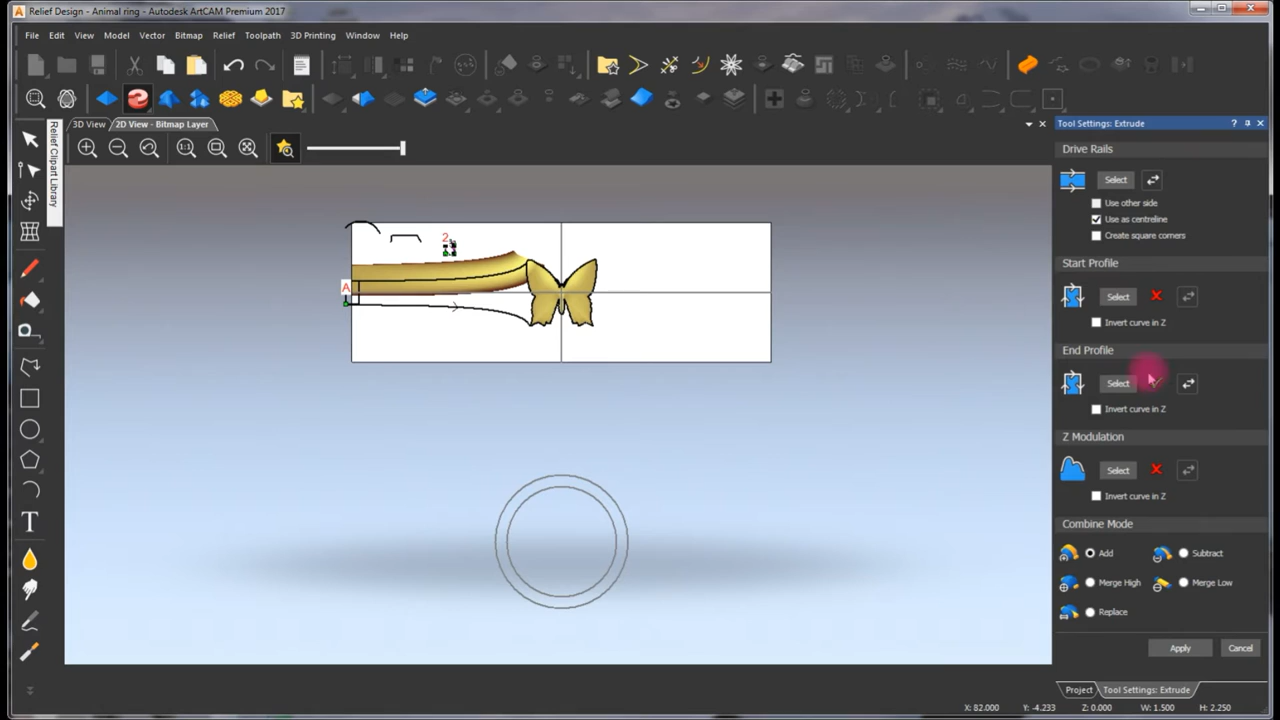 Relief Design - Animal ring - Autodesk ArtCAM Premium 2017
File Edit View Model Vector Bitmap Relief Toolpath 3D Printing Window Help
3D View 2D View - Bitmap Layer
Tool Settings: Extrude
Relief Clipart Library
1:1
Drive Rails
Select
Use other side
Use as centreline
Create square corners
2
A
Start Profile
Select
Invert curve in Z
End Profile
Select
Invert curve in Z
Z Modulation
Select
Invert curve in Z
Combine Mode
Add Subtract
Merge High Merge Low
Replace
T
Apply Cancel
Project Tool Settings: Extrude
X: 82.000 Y: -4.233 Z: 0.000 W: 1.500 H: 2.250